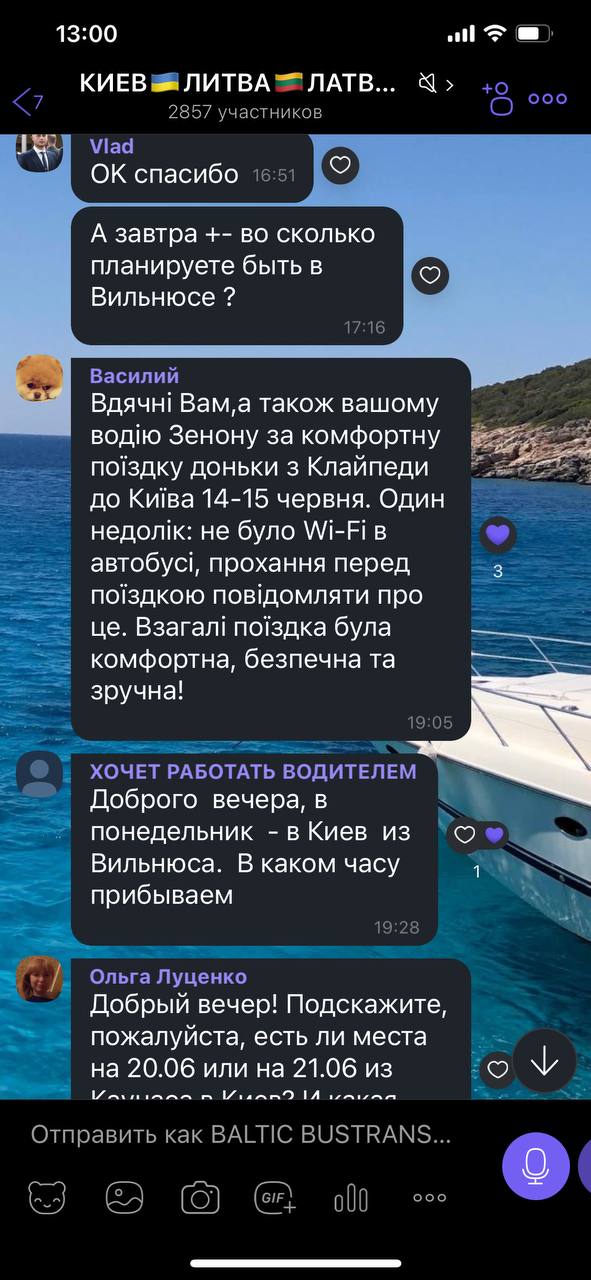 13:00
7
КИЕВ🇺🇦ЛИТВА🇱🇹ЛАТВ...
2857 участников
Vlad
ОК спасибо 16:51
А завтра +- во сколько
планируете быть в
Вильнюсе ?
17:16
Василий
Вдячні Вам,а також вашому
водію Зенону за комфортну
поїздку доньки з Клайпеди
до Київа 14-15 червня. Один
недолік: не було Wi-Fi в
автобусі, прохання перед
поїздкою повідомляти про
це. Взагалі поїздка була
комфортна, безпечна та
зручна!
3
19:05
ХОЧЕТ РАБОТАТЬ ВОДИТЕЛЕМ
Доброго  вечера, в
понедельник  - в Киев  из
Вильнюса.  В каком часу
прибываем
1
19:28
Ольга Луценко
Добрый вечер! Подскажите,
пожалуйста, есть ли места
на 20.06 или на 21.06 из
Каунаса в Киев? И какая
Отправить как BALTIC BUSTRANS...
GIF